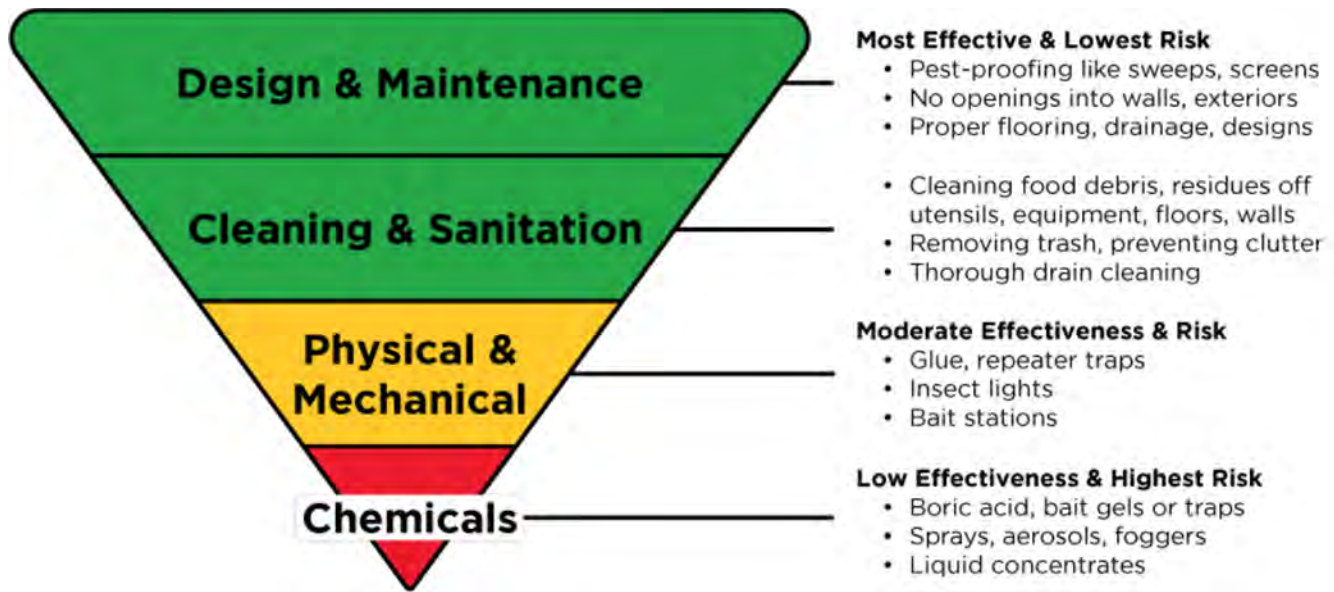 Design & Maintenance
Most Effective & Lowest Risk
• Pest-proofing like sweeps, screens
• No openings into walls, exteriors
• Proper flooring, drainage, designs
Cleaning & Sanitation
• Cleaning food debris, residues off
utensils, equipment, floors, walls
• Removing trash, preventing clutter
• Thorough drain cleaning
Physical &
Mechanical
Moderate Effectiveness & Risk
• Glue, repeater traps
• Insect lights
• Bait stations
Chemicals
Low Effectiveness & Highest Risk
• Boric acid, bait gels or traps
• Sprays, aerosols, foggers
• Liquid concentrates